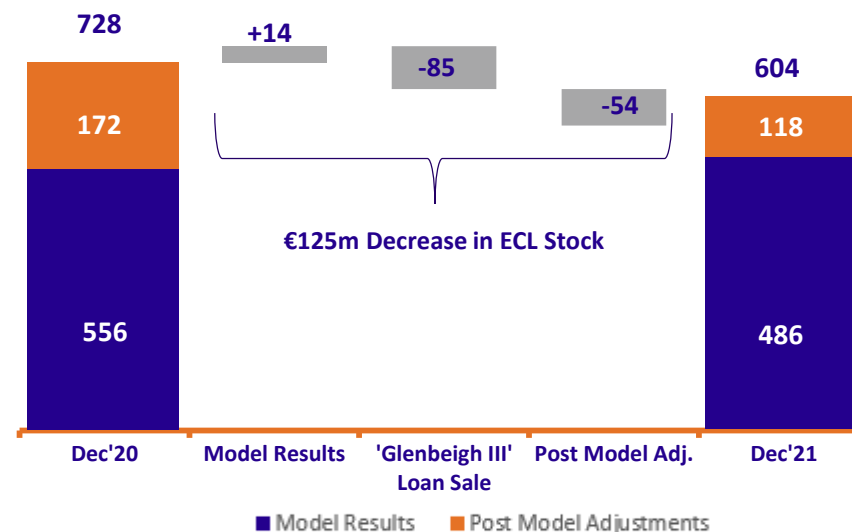 728
+14
-85
-54
604
172
118
€125m Decrease in ECL Stock
556
486
Dec'20
Model Results
'Glenbeigh III'
Loan Sale
Post Model Adj.
Dec'21
Model Results
Post Model Adjustments